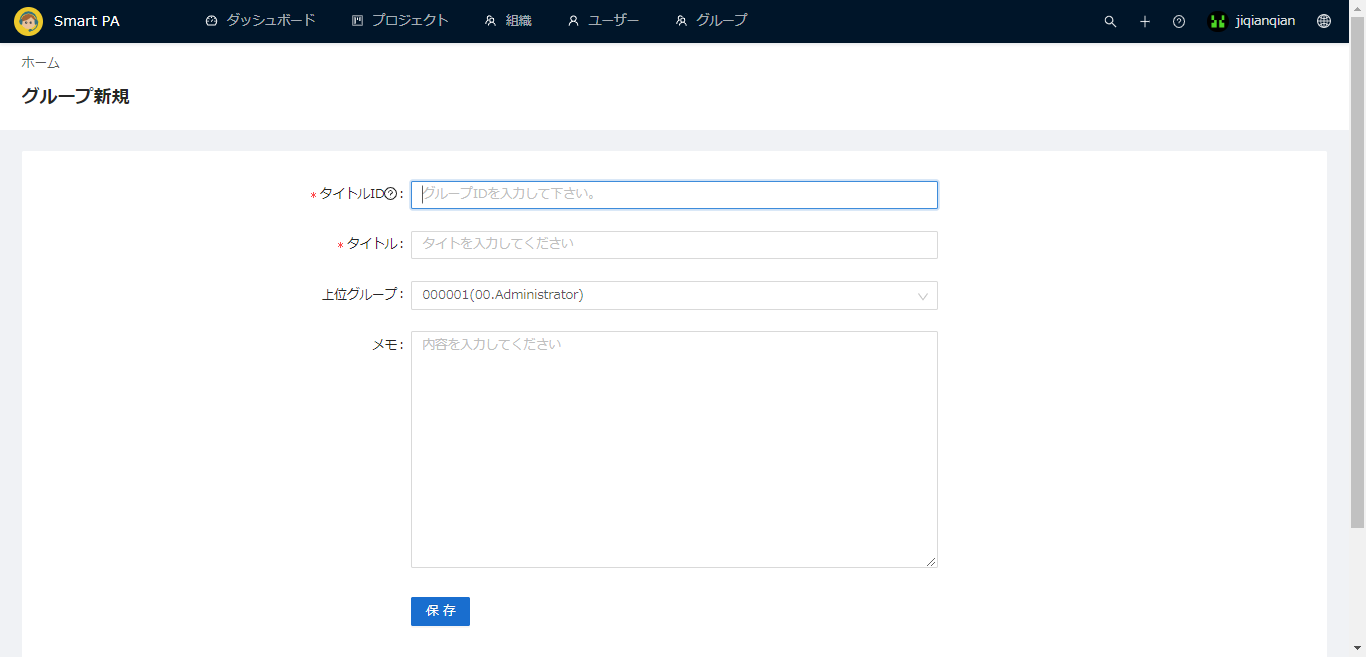 Smart PA ダッシュボード プロジェクト 組織 ユーザー グループ jiqianqian
ホーム
グループ新規
* タイトルID: グループIDを入力して下さい。
* タイトル: タイトを入力してください
上位グループ: 000001(00.Administrator)
メモ: 内容を入力してください
保存